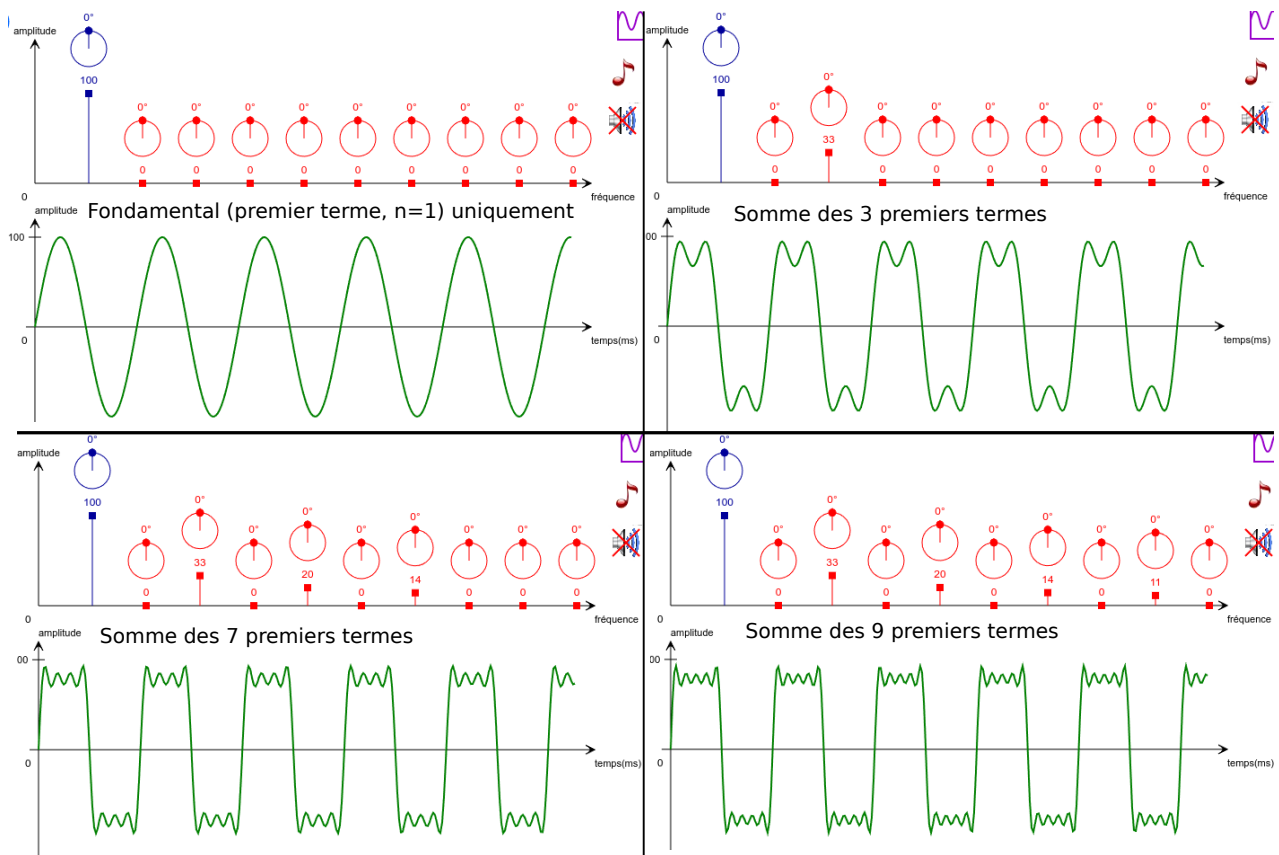 0°
amplitude
100
0° 0° 0° 0° 0° 0° 0° 0° 0°
0 0 0 0 0 0 0 0 0
0
fréquence
amplitude
Fondamental (premier terme, n=1) uniquement
100
0
temps(ms)
0°
amplitude
100
0°
0° 0° 0° 0° 0° 0° 0° 0°
33
0 0 0 0 0 0 0 0
0
fréquence
amplitude
Somme des 3 premiers termes
00
0
temps(ms)
0°
amplitude
100
0° 0° 0° 0° 0° 0° 0° 0° 0°
33
20
14
0 0 0 0 0 0
0
fréquence
amplitude
Somme des 7 premiers termes
00
0
temps(ms)
0°
amplitude
100
0° 0° 0° 0° 0° 0° 0° 0° 0°
33
20
14
11
0 0 0 0 0
0
fréquence
amplitude
Somme des 9 premiers termes
00
0
temps(ms)